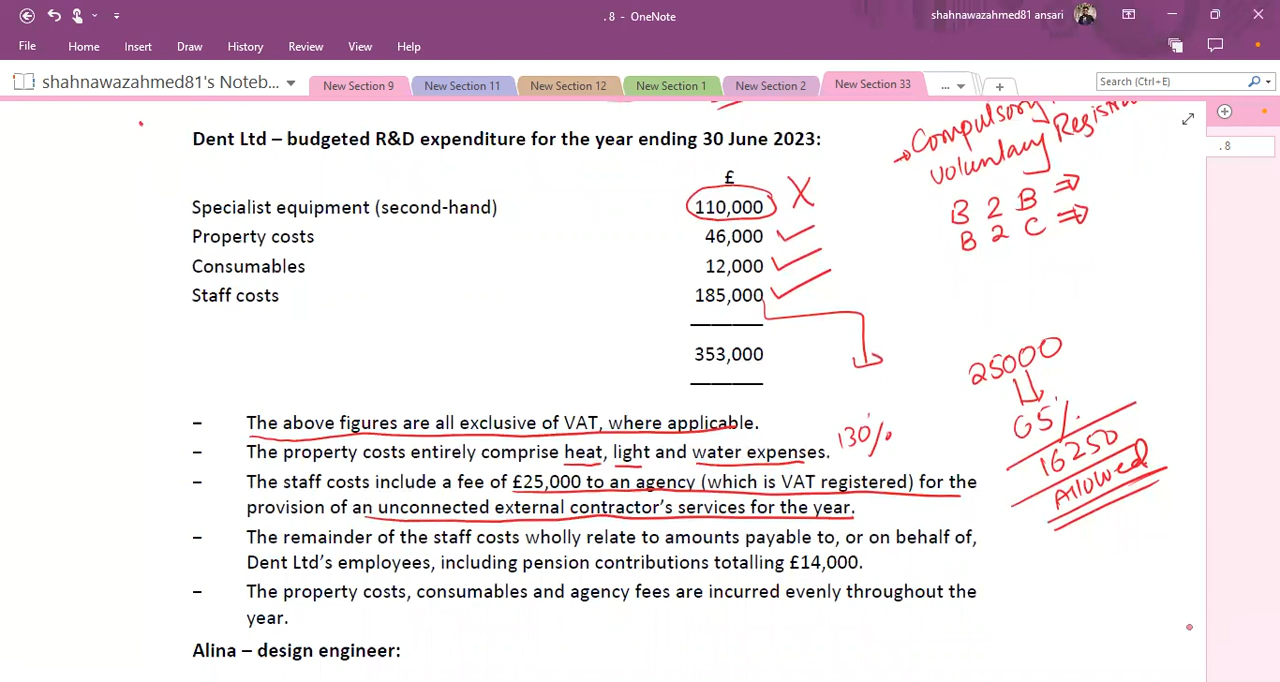 . 8 - OneNote
shahnawazahmed81 ansari
File Home Insert Draw History Review View Help
shahnawazahmed81's Noteb...
New Section 9
New Section 11
New Section 12
New Section 1
New Section 2
New Section 33
...
Search (Ctrl+E)
. 8
Compulsory
Voluntary
B 2 B ⇒
B 2 C ⇒
Dent Ltd – budgeted R&D expenditure for the year ending 30 June 2023:
£
Specialist equipment (second-hand) 110,000 X
Property costs 46,000 ✓
Consumables 12,000 ✓
Staff costs 185,000 ✓
353,000
25000
65%
16250
Allowed
– The above figures are all exclusive of VAT, where applicable.
– The property costs entirely comprise heat, light and water expenses. 130%
– The staff costs include a fee of £25,000 to an agency (which is VAT registered) for the
provision of an unconnected external contractor's services for the year.
– The remainder of the staff costs wholly relate to amounts payable to, or on behalf of,
Dent Ltd's employees, including pension contributions totalling £14,000.
– The property costs, consumables and agency fees are incurred evenly throughout the
year.
Alina – design engineer: